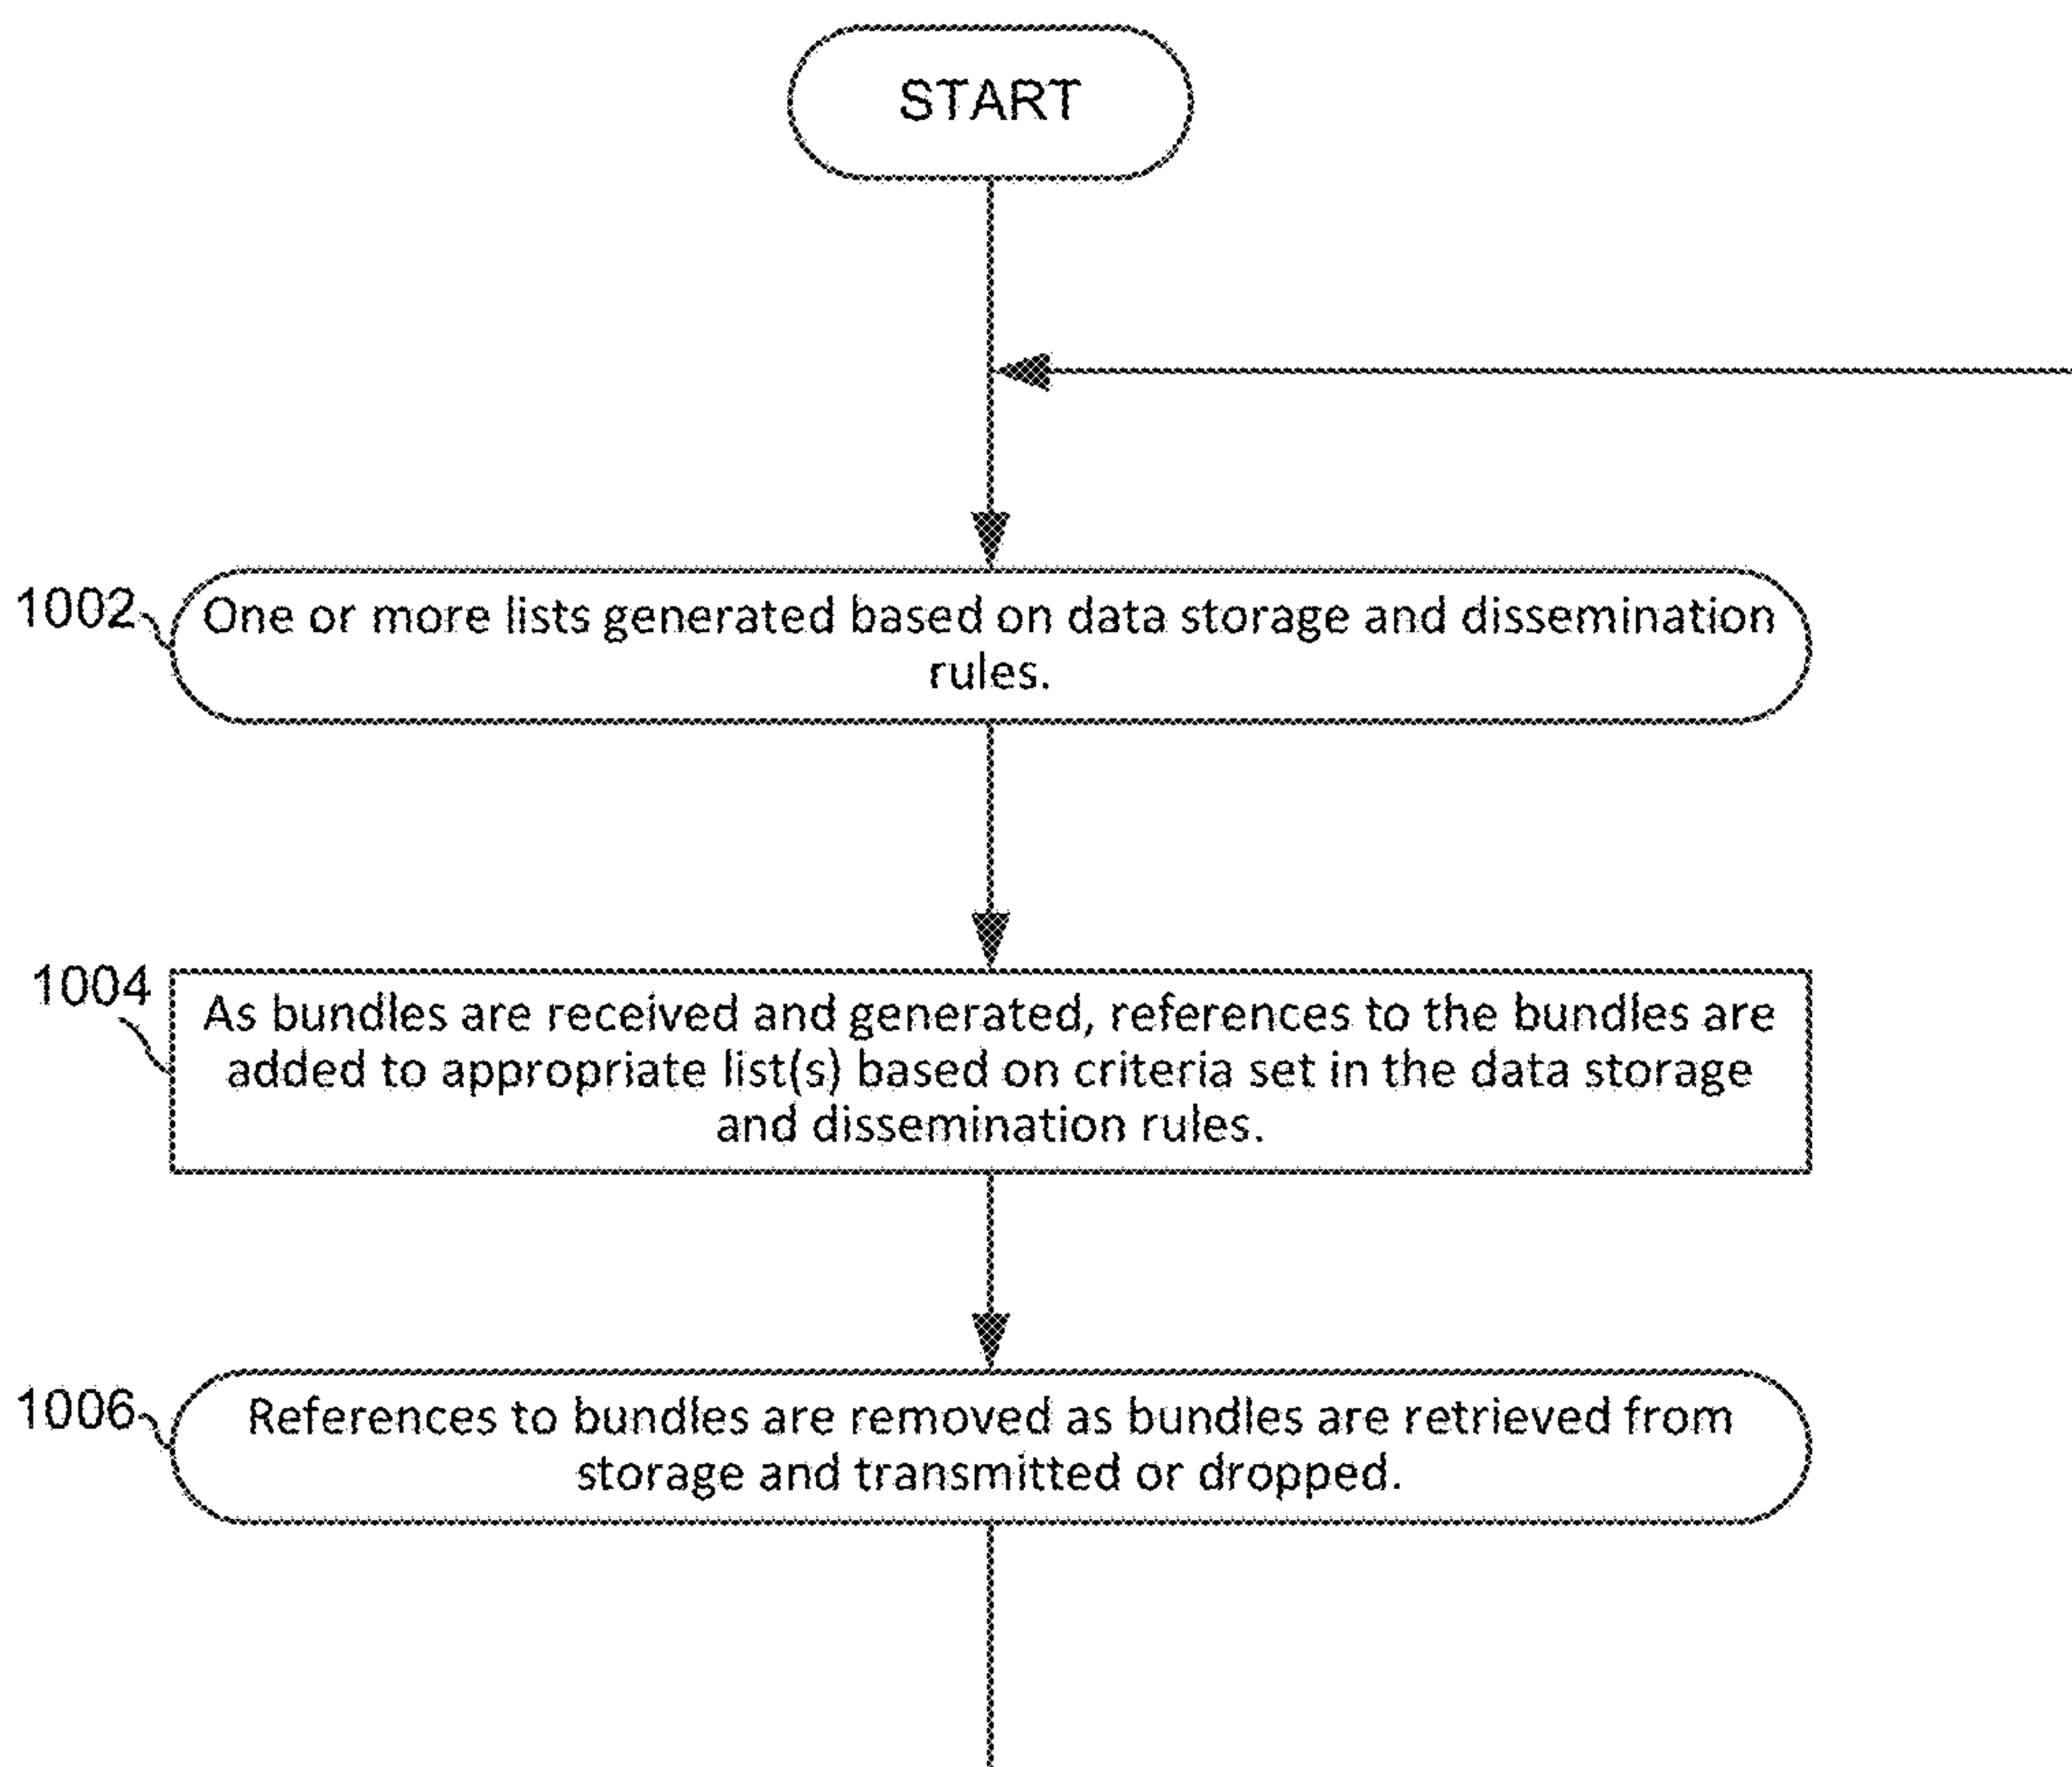 START
1002
One or more lists generated based on data storage and dissemination
rules.
1004
As bundles are received and generated, references to the bundles are
added to appropriate list(s) based on criteria set in the data storage
and dissemination rules.
1006
References to bundles are removed as bundles are retrieved from
storage and transmitted or dropped.